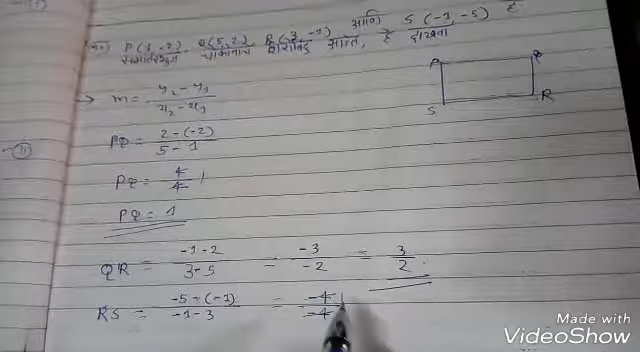 P(1, -2) Q(5, 2) R(3, -1) आणि S(-1, -5) हे
शिरोबिंदू आहेत, हे दाखवा
P Q
→ m = y₂ - y₁ / x₂ - x₁
S R
PQ = 2 - (-2) / 5 - 1
PQ = 4 / 4 1
PQ = 1
QR = -1 - 2 / 3 - 5 = -3 / -2 = 3 / 2
RS = -5 - (-1) / -1 - 3 = -4 / -4 1
MADE WITH
VideoShow